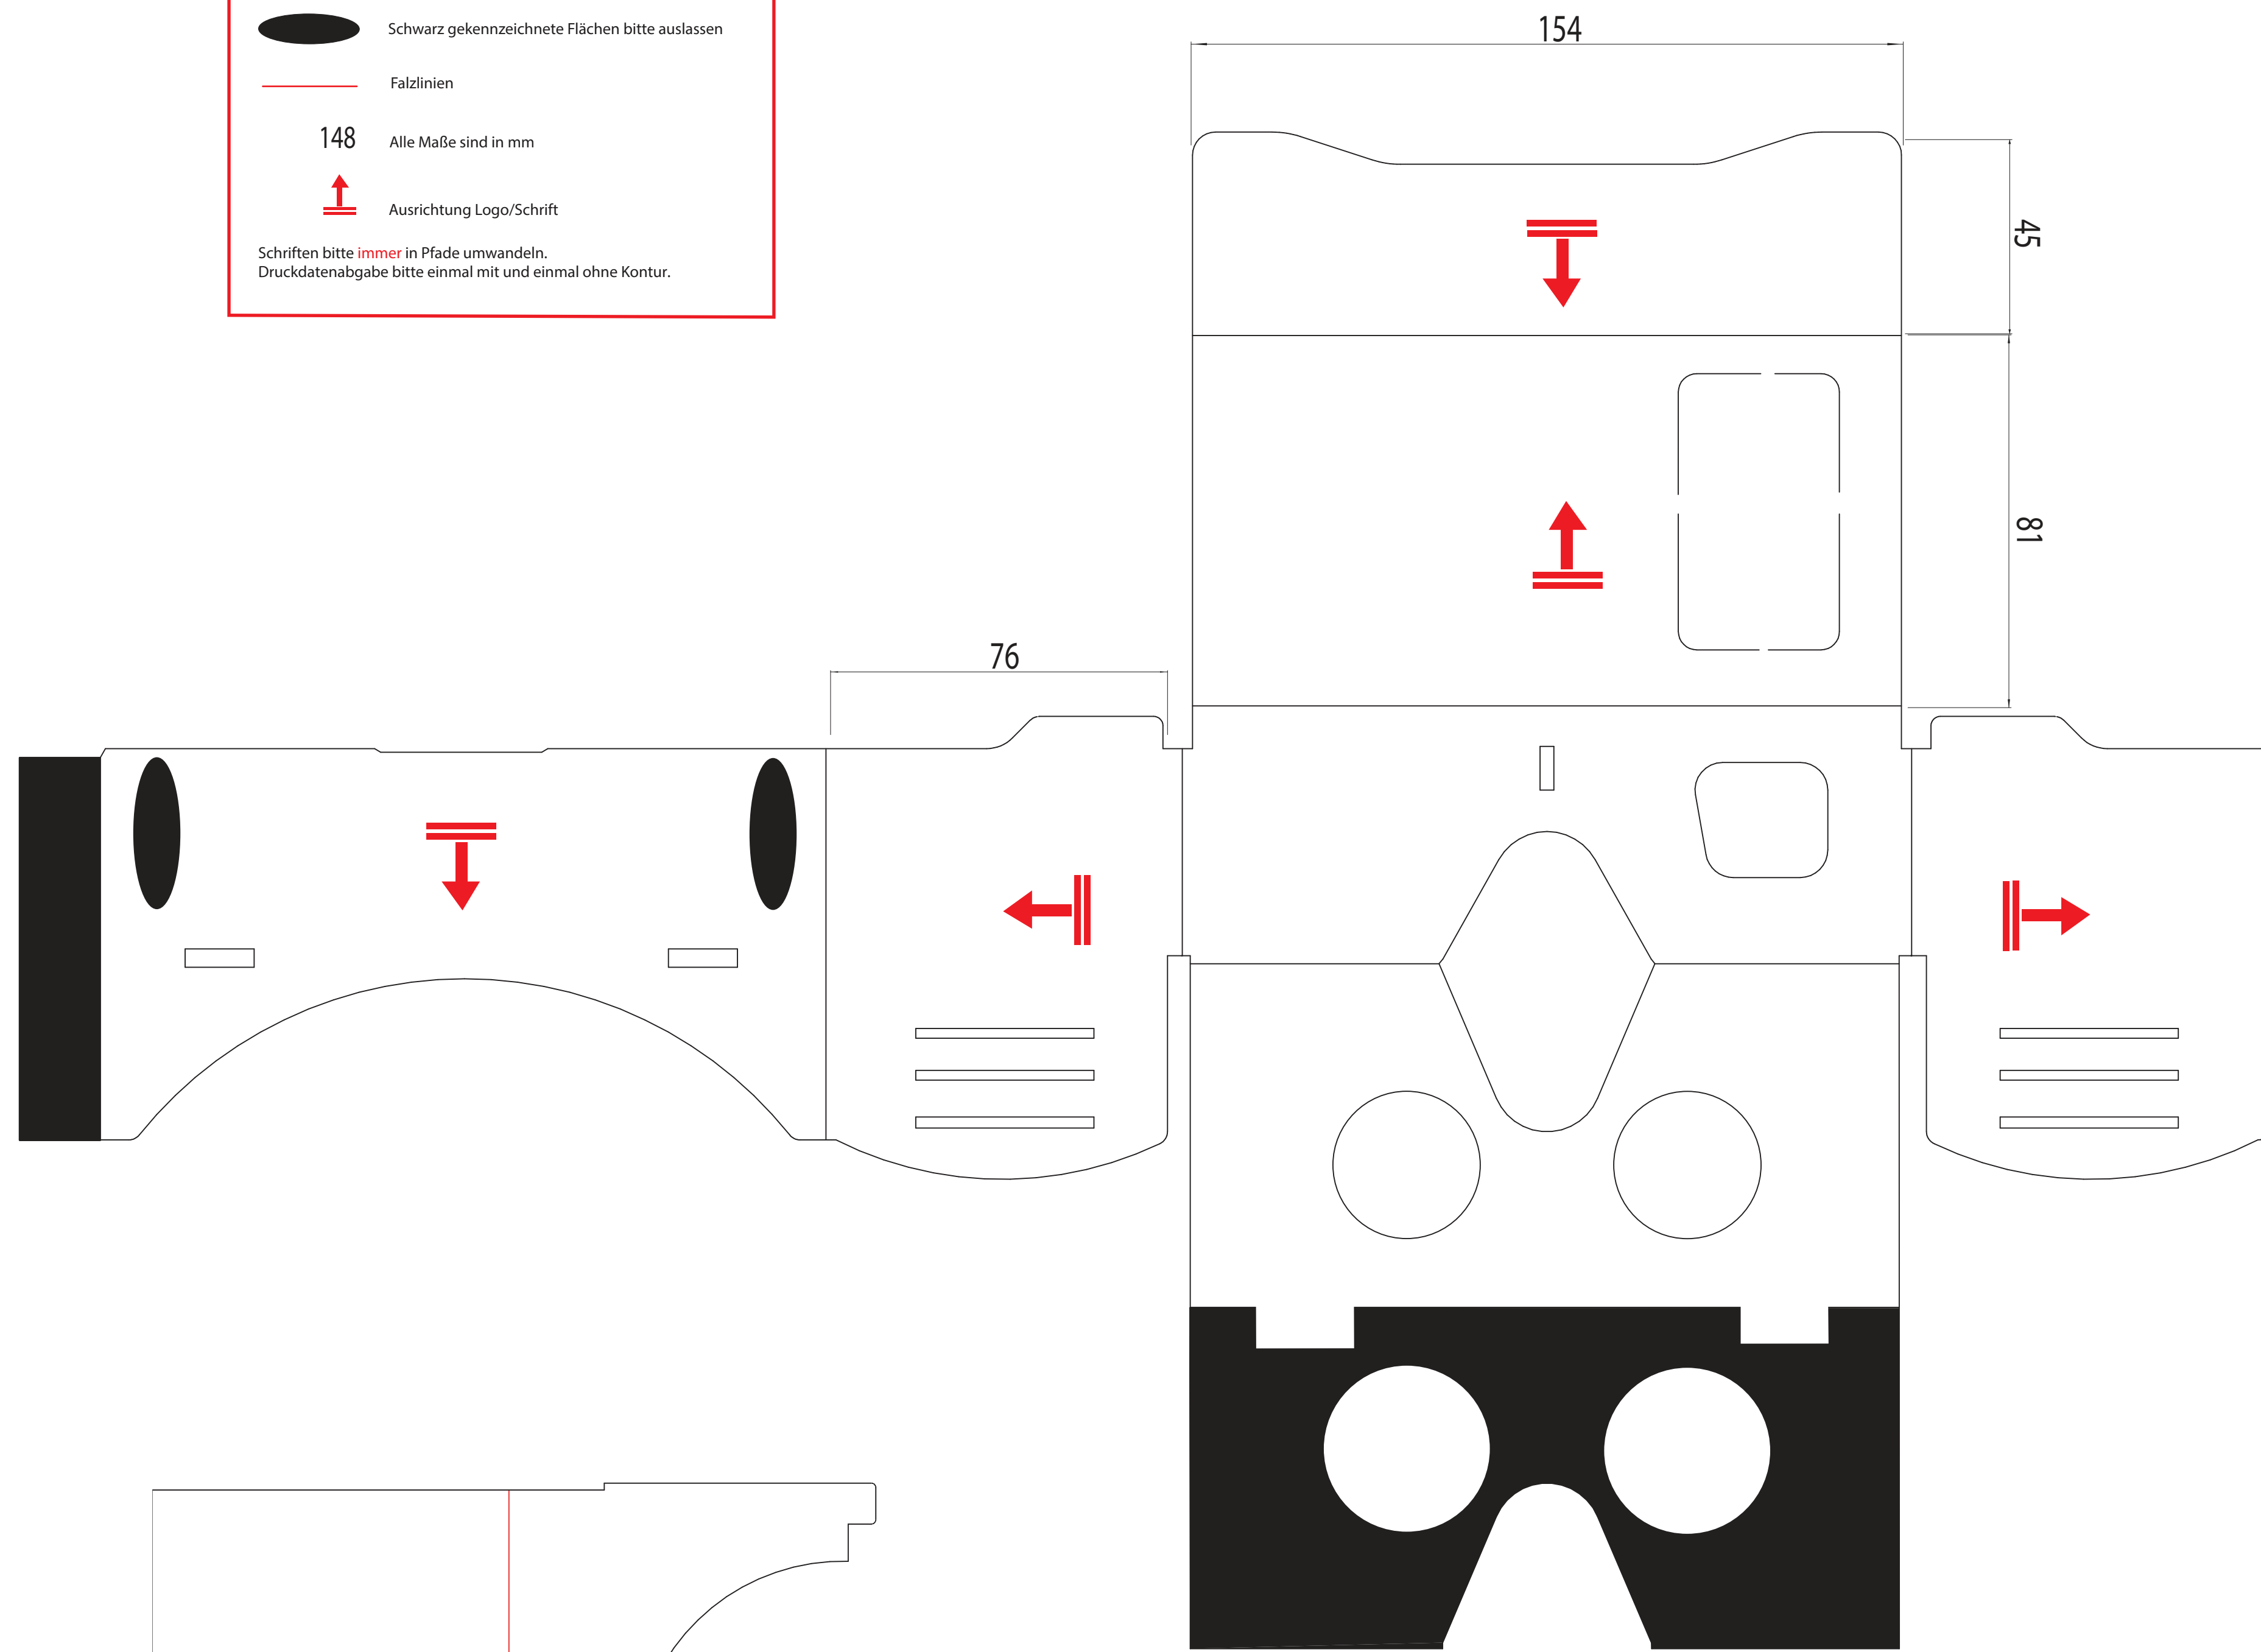 Schwarz gekennzeichnete Flächen bitte auslassen
Falzlinien
148 Alle Maße sind in mm
Ausrichtung Logo/Schrift
Schriften bitte immer in Pfade umwandeln.
Druckdatenabgabe bitte einmal mit und einmal ohne Kontur.
154
45
81
76